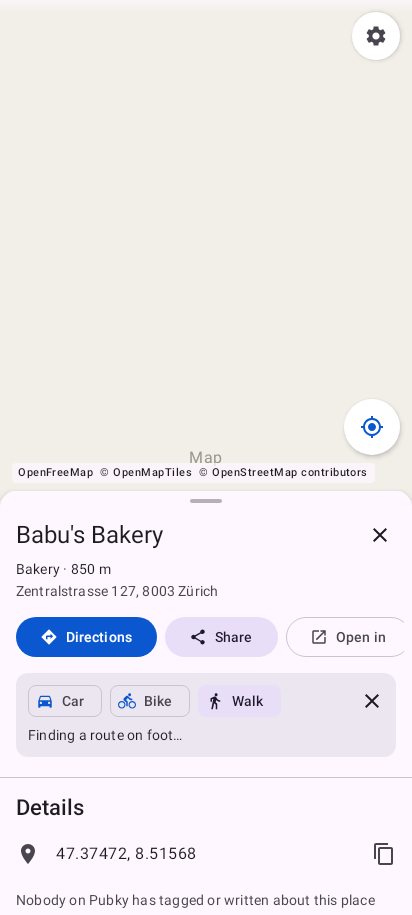 Map
OpenFreeMap © OpenMapTiles © OpenStreetMap contributors
Babu's Bakery
Bakery · 850 m
Zentralstrasse 127, 8003 Zürich
Directions
Share
Open in
Car
Bike
Walk
Finding a route on foot…
Details
47.37472, 8.51568
Nobody on Pubky has tagged or written about this place